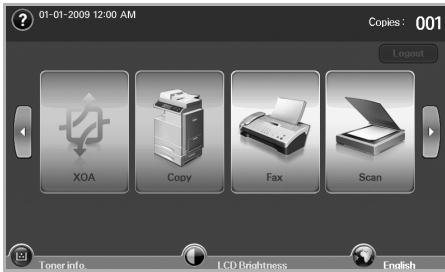 ? 01-01-2009 12:00 AM Copies : 001
Logout
XOA Copy Fax Scan
Toner info. LCD Brightness English